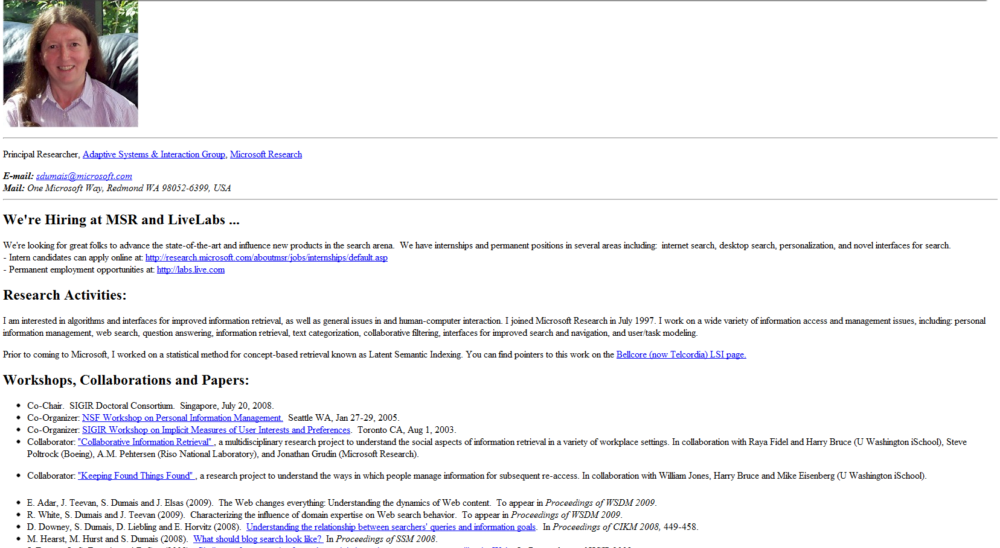 Principal Researcher, Adaptive Systems & Interaction Group, Microsoft Research
E-mail: sdumais@microsoft.com
Mail: One Microsoft Way, Redmond WA 98052-6399, USA
We're Hiring at MSR and LiveLabs ...
We're looking for great folks to advance the state-of-the-art and influence new products in the search arena.  We have internships and permanent positions in several areas including:  internet search, desktop search, personalization, and novel interfaces for search.
- Intern candidates can apply online at: http://research.microsoft.com/aboutmsr/jobs/internships/default.asp
- Permanent employment opportunities at: http://labs.live.com
Research Activities:
I am interested in algorithms and interfaces for improved information retrieval, as well as general issues in and human-computer interaction. I joined Microsoft Research in July 1997. I work on a wide variety of information access and management issues, including: personal
information management, web search, question answering, information retrieval, text categorization, collaborative filtering, interfaces for improved search and navigation, and user/task modeling.
Prior to coming to Microsoft, I worked on a statistical method for concept-based retrieval known as Latent Semantic Indexing. You can find pointers to this work on the Bellcore (now Telcordia) LSI page.
Workshops, Collaborations and Papers:
• Co-Chair.  SIGIR Doctoral Consortium.  Singapore, July 20, 2008.
• Co-Organizer: NSF Workshop on Personal Information Management.  Seattle WA, Jan 27-29, 2005.
• Co-Organizer: SIGIR Workshop on Implicit Measures of User Interests and Preferences.  Toronto CA, Aug 1, 2003.
• Collaborator: "Collaborative Information Retrieval" , a multidisciplinary research project to understand the social aspects of information retrieval in a variety of workplace settings. In collaboration with Raya Fidel and Harry Bruce (U Washington iSchool), Steve
Poltrock (Boeing), A.M. Pehtersen (Riso National Laboratory), and Jonathan Grudin (Microsoft Research).
• Collaborator: "Keeping Found Things Found" , a research project to understand the ways in which people manage information for subsequent re-access. In collaboration with William Jones, Harry Bruce and Mike Eisenberg (U Washington iSchool).
• E. Adar, J. Teevan, S. Dumais and J. Elsas (2009).  The Web changes everything: Understanding the dynamics of Web content.  To appear in Proceedings of WSDM 2009.
• R. White, S. Dumais and J. Teevan (2009).  Characterizing the influence of domain expertise on Web search behavior.  To appear in Proceedings of WSDM 2009.
• D. Downey, S. Dumais, D. Liebling and E. Horvitz (2008).  Understanding the relationship between searchers' queries and information goals.  In Proceedings of CIKM 2008, 449-458.
• M. Hearst, M. Hurst and S. Dumais (2008).  What should blog search look like?  In Proceedings of SSM 2008.